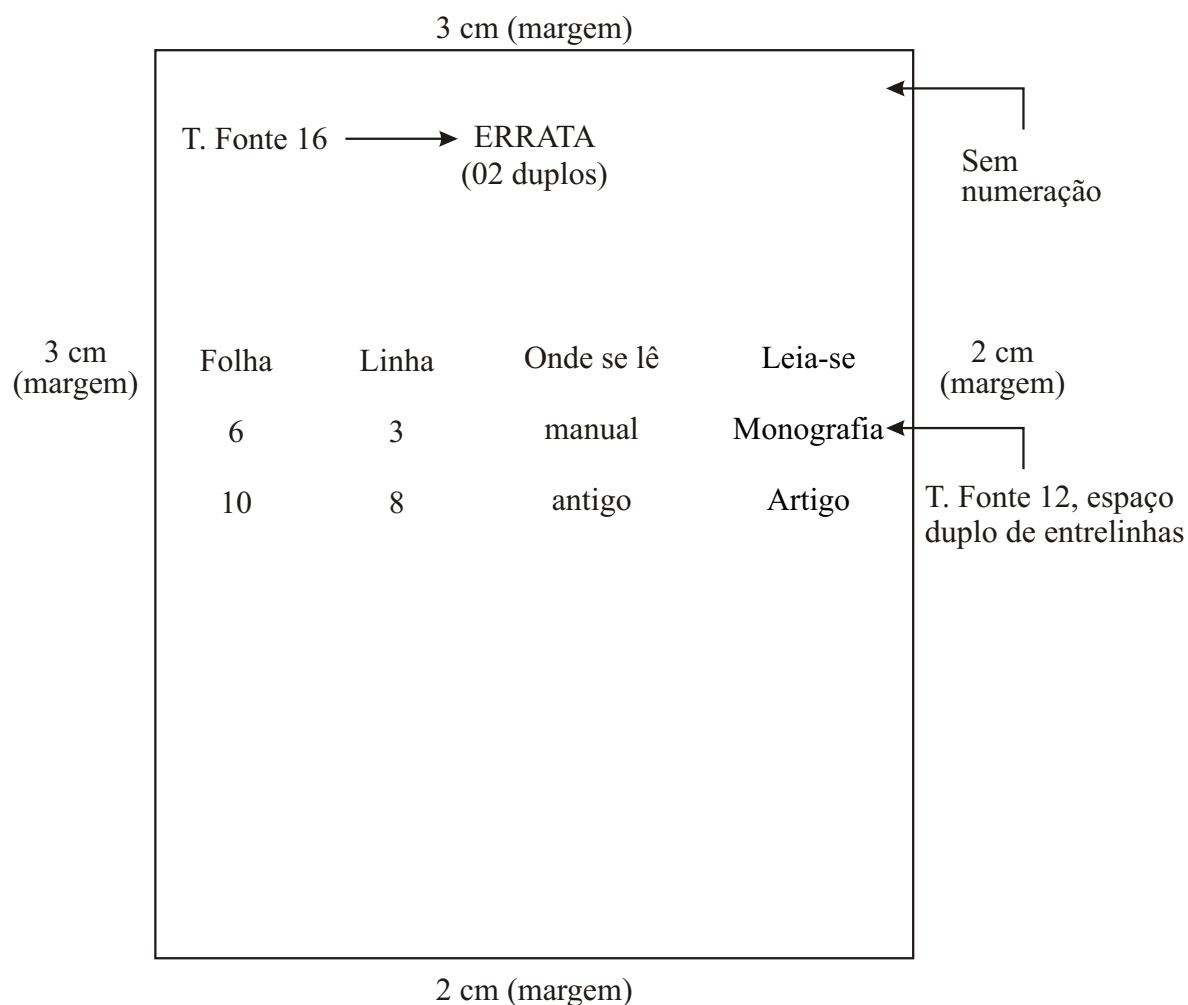 3 cm (margem)
T. Fonte 16
ERRATA
(02 duplos)
Sem
numeração
3 cm
(margem)
Folha Linha Onde se lê Leia-se
2 cm
(margem)
6 3 manual Monografia
10 8 antigo Artigo
T. Fonte 12, espaço
duplo de entrelinhas
2 cm (margem)